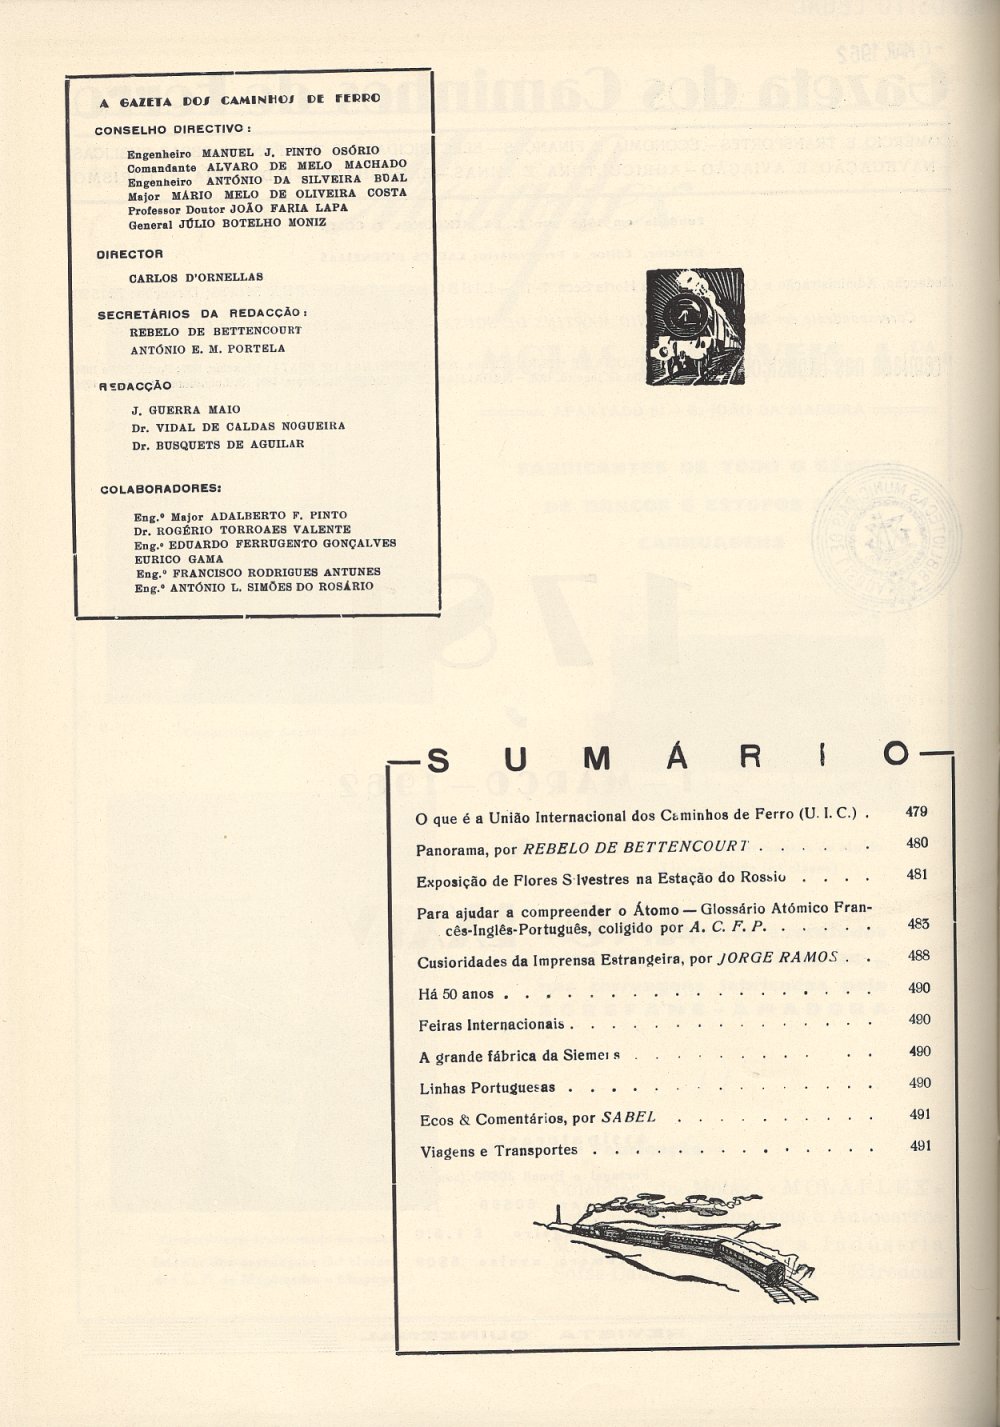 A GAZETA DOS CAMINHOS DE FERRO
CONSELHO DIRECTIVO:
Engenheiro MANUEL J. PINTO OSÓRIO
Comandante ALVARO DE MELO MACHADO
Engenheiro ANTÓNIO DA SILVEIRA BUAL
Major MÁRIO MELO DE OLIVEIRA COSTA
Professor Doutor JOÃO FARIA LAPA
General JÚLIO BOTELHO MONIZ
DIRECTOR
CARLOS D'ORNELLAS
SECRETÁRIOS DA REDACÇÃO:
REBELO DE BETTENCOURT
ANTÓNIO E. M. PORTELA
REDACÇÃO
J. GUERRA MAIO
Dr. VIDAL DE CALDAS NOGUEIRA
Dr. BUSQUETS DE AGUILAR
COLABORADORES:
Eng.º Major ADALBERTO F. PINTO
Dr. ROGÉRIO TORROAES VALENTE
Eng.º EDUARDO FERRUGENTO GONÇALVES
EURICO GAMA
Eng.º FRANCISCO RODRIGUES ANTUNES
Eng.º ANTÓNIO L. SIMÕES DO ROSÁRIO
SUMÁRIO
O que é a União Internacional dos Caminhos de Ferro (U. I. C.) . 479
Panorama, por REBELO DE BETTENCOURT . . . . . . 480
Exposição de Flores Silvestres na Estação do Rossio . . . . 481
Para ajudar a compreender o Átomo — Glossário Atómico Fran-
cês-Inglês-Português, coligido por A. C. F. P. . . . . . 483
Cusioridades da Imprensa Estrangeira, por JORGE RAMOS . . 488
Há 50 anos . . . . . . . . . . . . . . . . 490
Feiras Internacionais . . . . . . . . . . . . . 490
A grande fábrica da Siemens . . . . . . . . . . . 490
Linhas Portuguesas . . . . . . . . . . . . . 490
Ecos & Comentários, por SABEL . . . . . . . . . 491
Viagens e Transportes . . . . . . . . . . . . 491